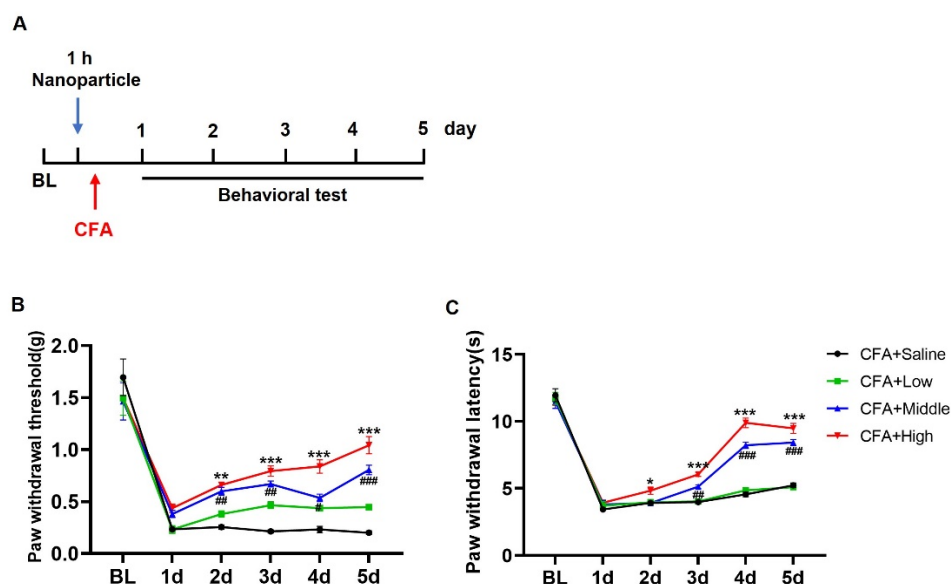 A
1 h
Nanoparticle
1 2 3 4 5 day
BL
Behavioral test
CFA
B
Paw withdrawal threshold(g)
2.0
1.5
1.0
0.5
0.0
** *** *** ***
## ## # ###
BL 1d 2d 3d 4d 5d
C
Paw withdrawal latency(s)
15
10
5
0
* *** *** ***
## ### ###
BL 1d 2d 3d 4d 5d
CFA+Saline
CFA+Low
CFA+Middle
CFA+High